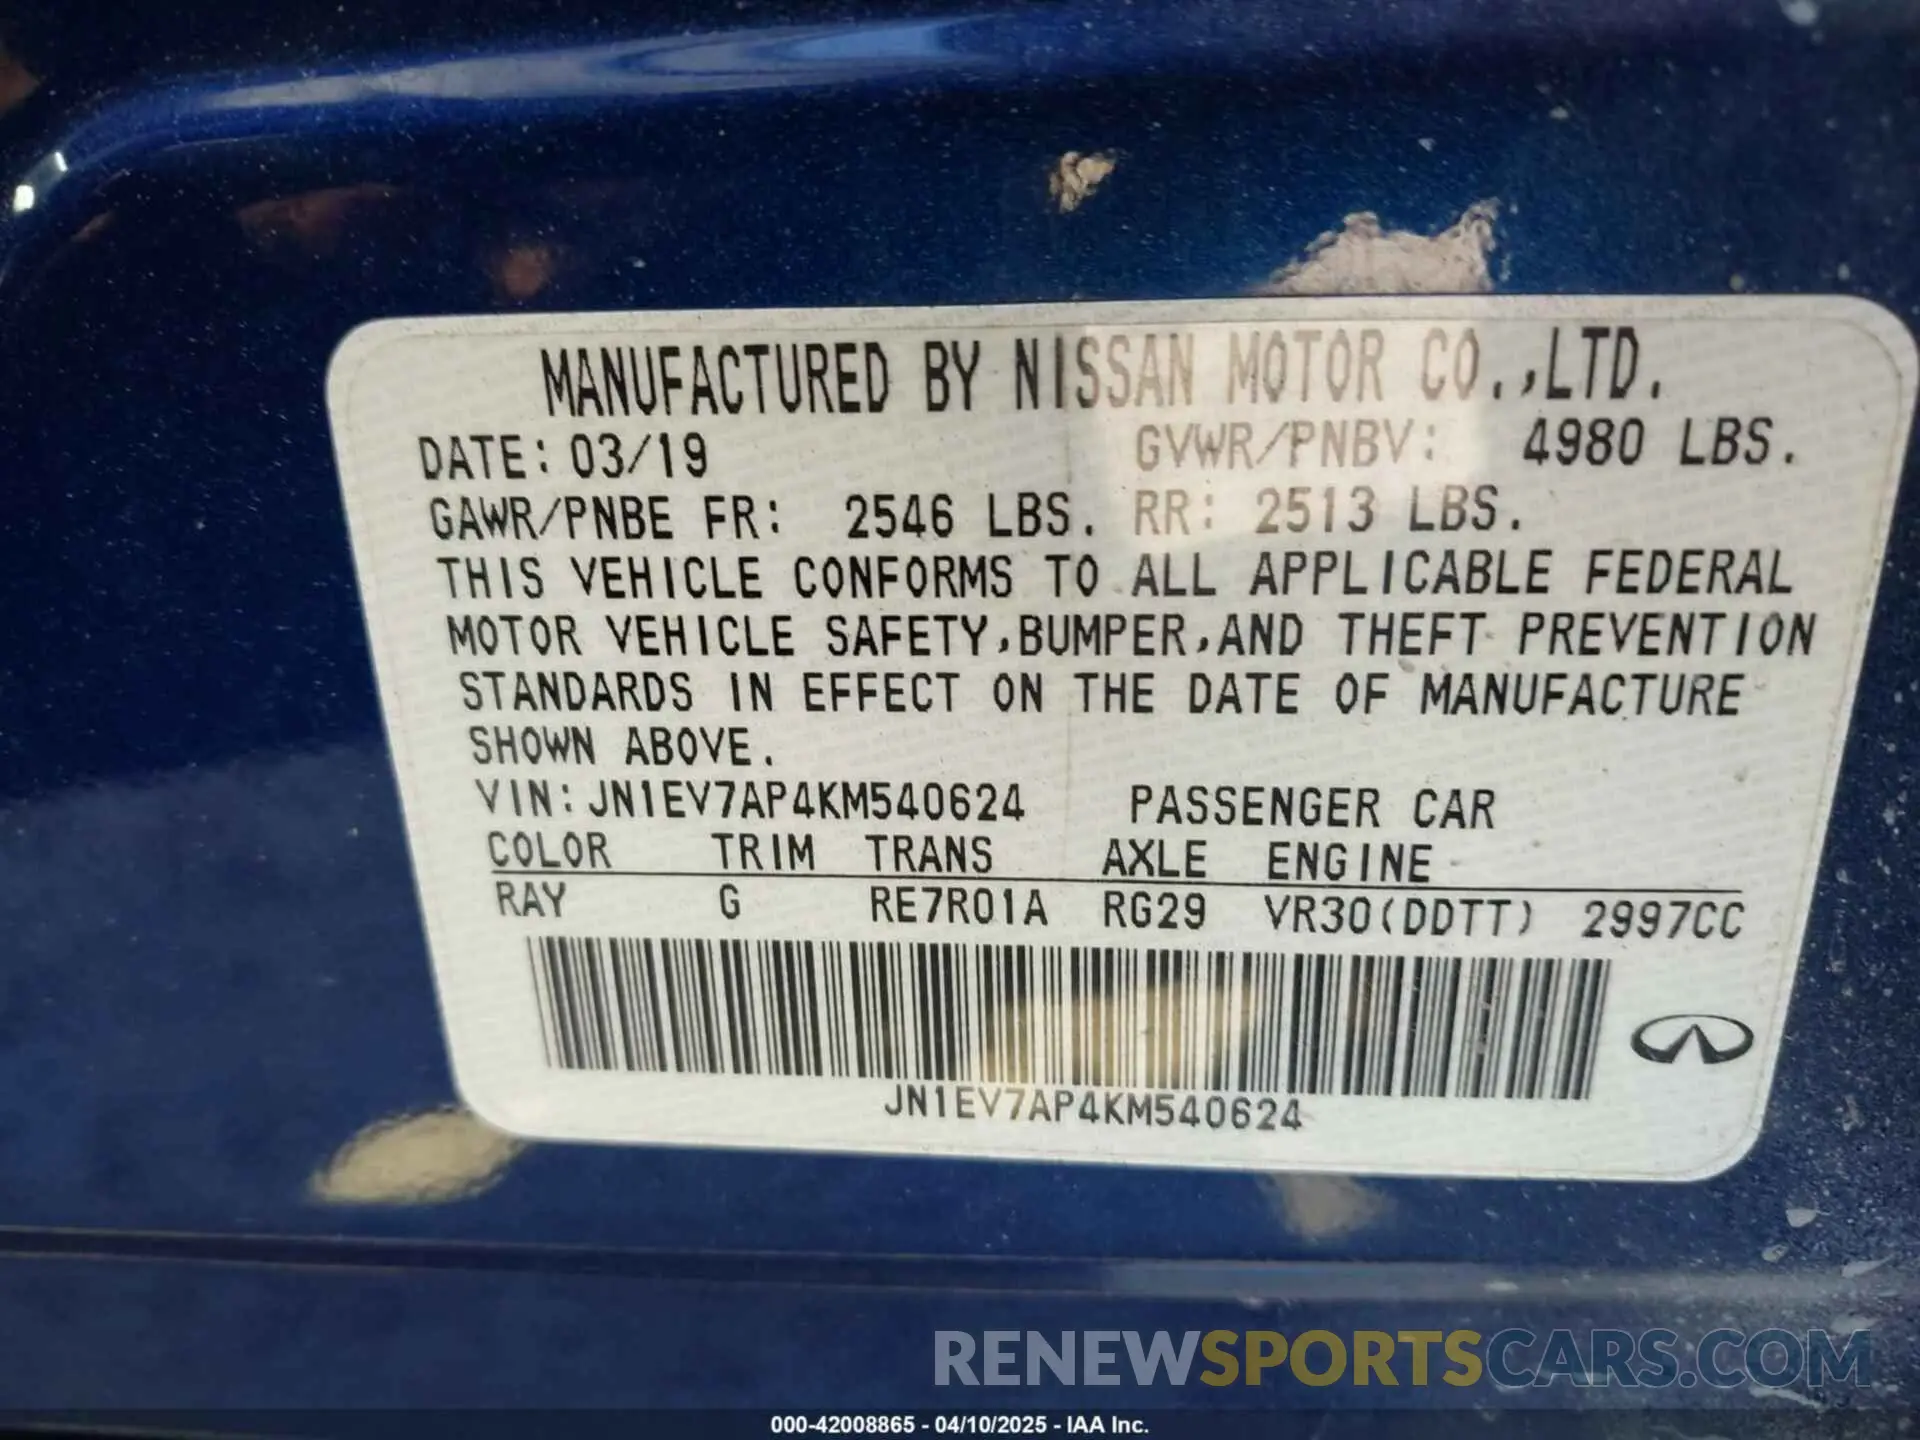 MANUFACTURED BY NISSAN MOTOR CO.,LTD.
DATE: 03/19 GVWR/PNBV: 4980 LBS.
GAWR/PNBE FR: 2546 LBS. RR: 2513 LBS.
THIS VEHICLE CONFORMS TO ALL APPLICABLE FEDERAL
MOTOR VEHICLE SAFETY,BUMPER,AND THEFT PREVENTION
STANDARDS IN EFFECT ON THE DATE OF MANUFACTURE
SHOWN ABOVE.
VIN: JN1EV7AP4KM540624 PASSENGER CAR
COLOR TRIM TRANS AXLE ENGINE
RAY G RE7R01A RG29 VR30(DDTT) 2997CC
JN1EV7AP4KM540624
RENEWSPORTSCARS.COM
000-42008865 - 04/10/2025 - IAA Inc.